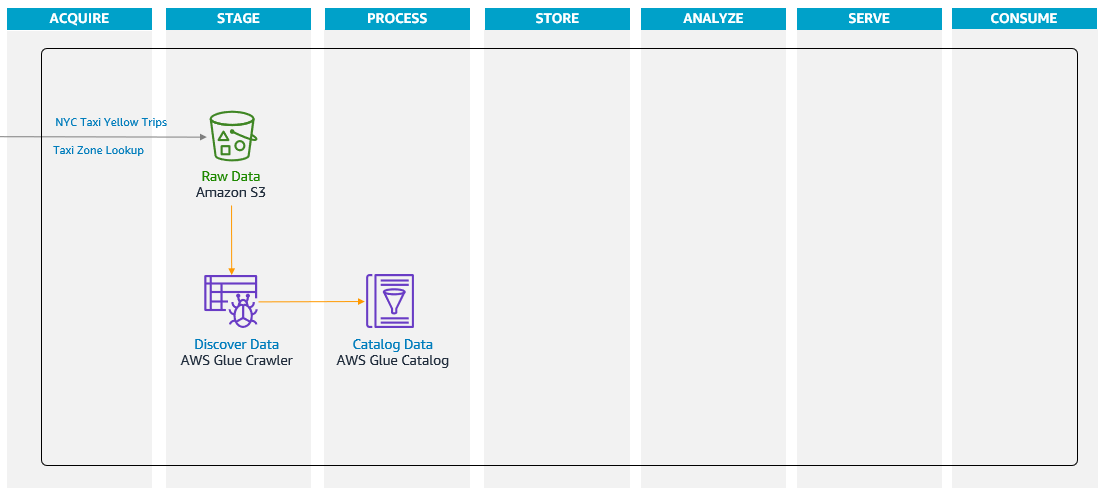 ACQUIRE
STAGE
PROCESS
STORE
ANALYZE
SERVE
CONSUME
NYC Taxi Yellow Trips
Taxi Zone Lookup
Raw Data
Amazon S3
Discover Data
AWS Glue Crawler
Catalog Data
AWS Glue Catalog